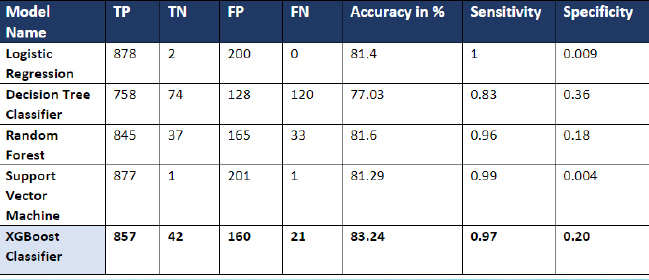 Model Name TP TN FP FN Accuracy in % Sensitivity Specificity
Logistic Regression 878 2 200 0 81.4 1 0.009
Decision Tree Classifier 758 74 128 120 77.03 0.83 0.36
Random Forest 845 37 165 33 81.6 0.96 0.18
Support Vector Machine 877 1 201 1 81.29 0.99 0.004
XGBoost Classifier 857 42 160 21 83.24 0.97 0.20